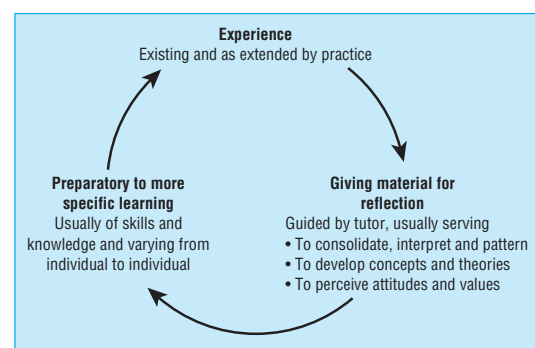 Experience
Existing and as extended by practice
Giving material for
reflection
Guided by tutor, usually serving
• To consolidate, interpret and pattern
• To develop concepts and theories
• To perceive attitudes and values
Preparatory to more
specific learning
Usually of skills and
knowledge and varying from
individual to individual